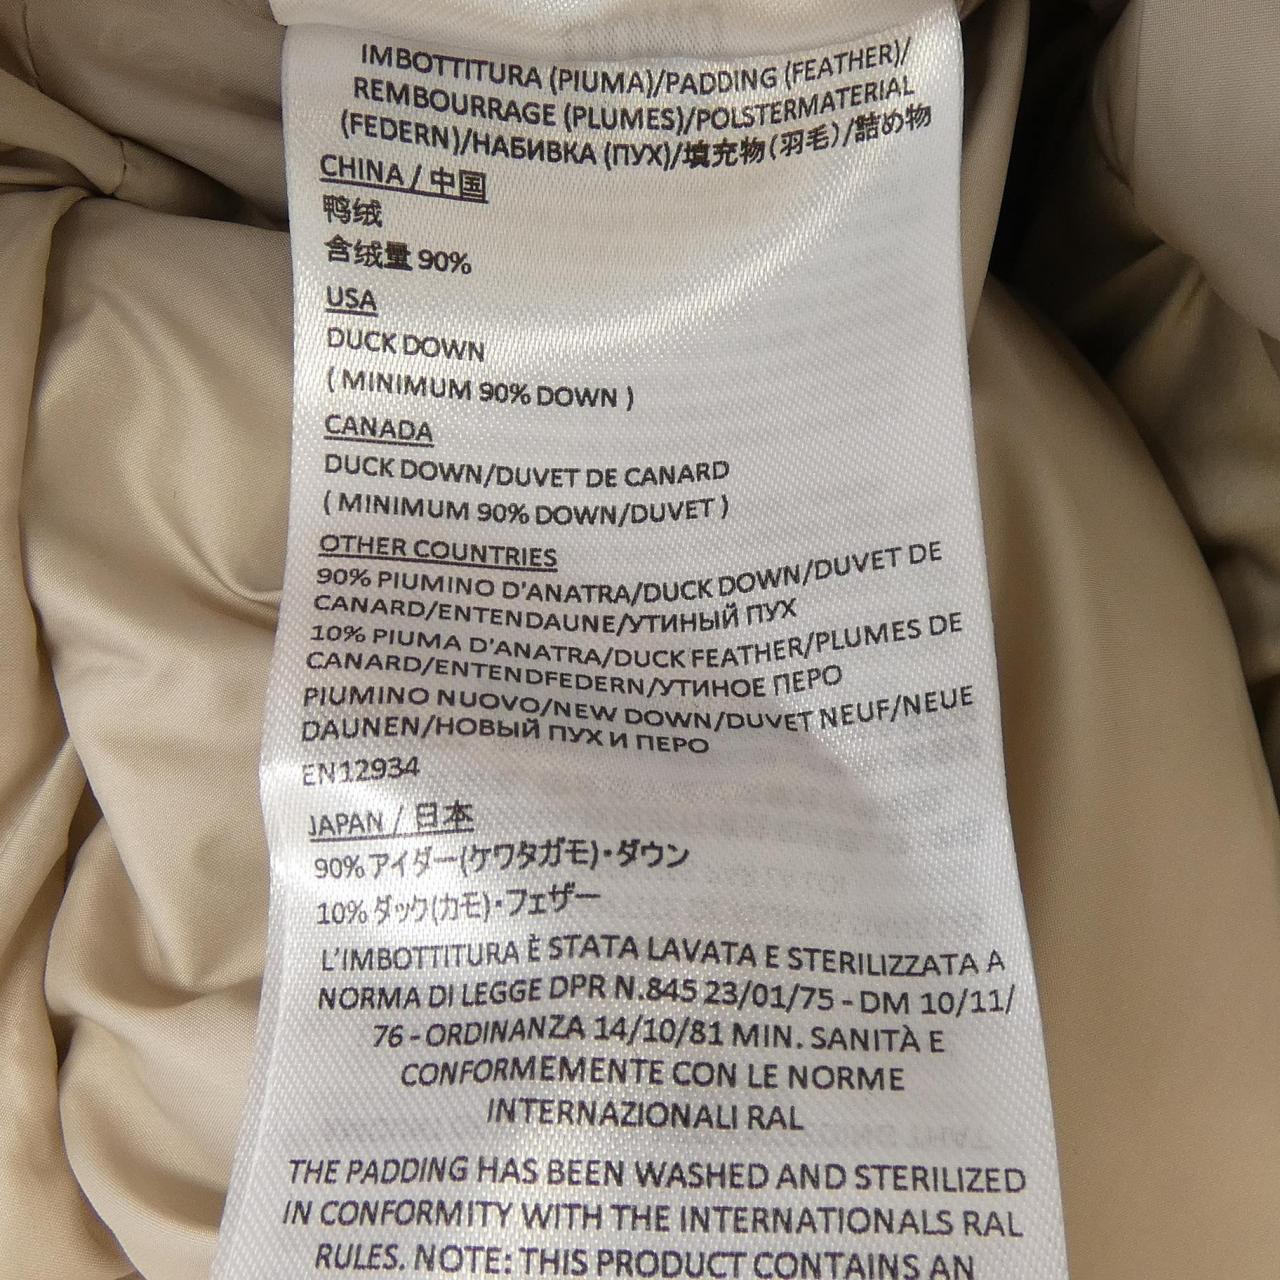 IMBOTTITURA (PIUMA)/PADDING (FEATHER)/
REMBOURRAGE (PLUMES)/POLSTERMATERIAL
(FEDERN)/НАБИВКА (ПУХ)/填充物(羽毛)/詰め物
CHINA / 中国
鸭绒
含绒量 90%
USA
DUCK DOWN
( MINIMUM 90% DOWN )
CANADA
DUCK DOWN/DUVET DE CANARD
( MINIMUM 90% DOWN/DUVET )
OTHER COUNTRIES
90% PIUMINO D'ANATRA/DUCK DOWN/DUVET DE
CANARD/ENTENDAUNE/УТИНЫЙ ПУХ
10% PIUMA D'ANATRA/DUCK FEATHER/PLUMES DE
CANARD/ENTENDFEDERN/УТИНОЕ ПЕРО
PIUMINO NUOVO/NEW DOWN/DUVET NEUF/NEUE
DAUNEN/НОВЫЙ ПУХ И ПЕРО
EN12934
JAPAN / 日本
90% アイダー(ケワタガモ)・ダウン
10% ダック(カモ)・フェザー
L'IMBOTTITURA È STATA LAVATA E STERILIZZATA A
NORMA DI LEGGE DPR N.845 23/01/75 - DM 10/11/
76 - ORDINANZA 14/10/81 MIN. SANITÀ E
CONFORMEMENTE CON LE NORME
INTERNAZIONALI RAL
THE PADDING HAS BEEN WASHED AND STERILIZED
IN CONFORMITY WITH THE INTERNATIONALS RAL
RULES. NOTE: THIS PRODUCT CONTAINS AN